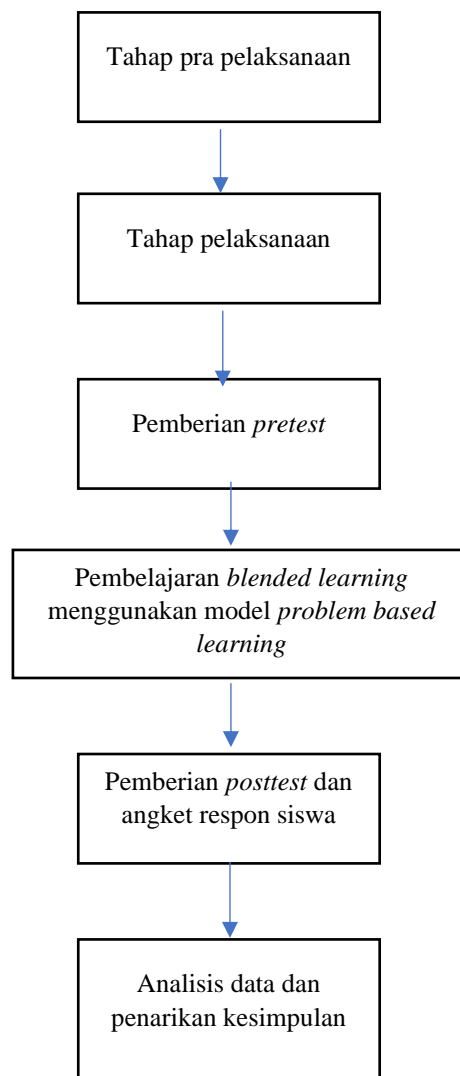 Tahap pra pelaksanaan
Tahap pelaksanaan
Pemberian pretest
Pembelajaran blended learning
menggunakan model problem based
learning
Pemberian posttest dan
angket respon siswa
Analisis data dan
penarikan kesimpulan